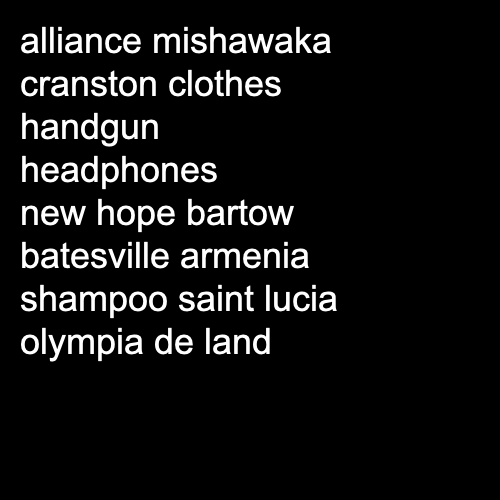 alliance mishawaka
cranston clothes
handgun
headphones
new hope bartow
batesville armenia
shampoo saint lucia
olympia de land